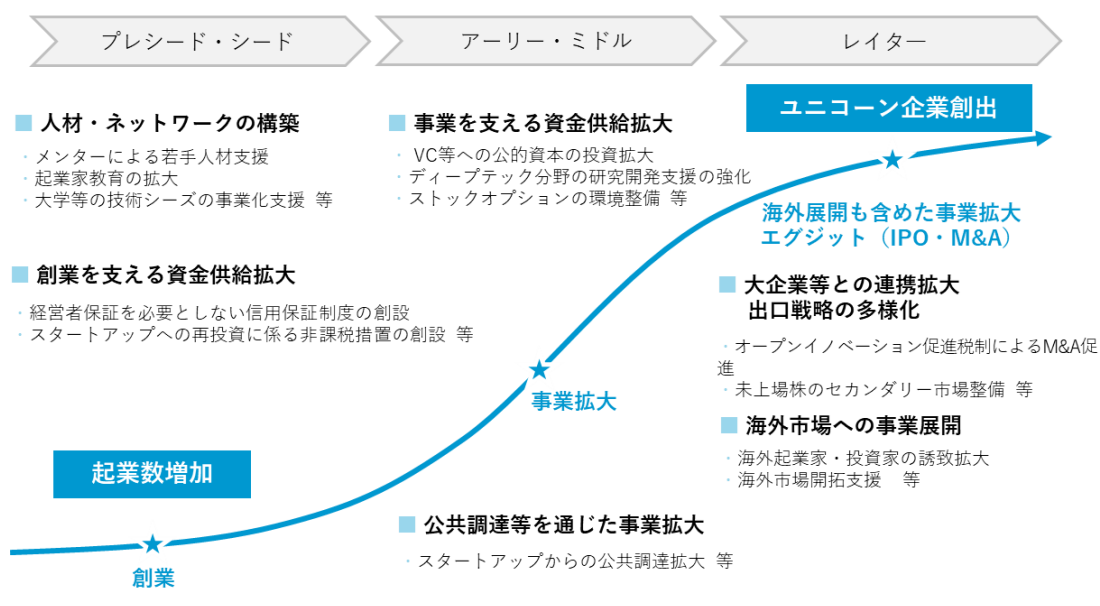 プレシード・シード
アーリー・ミドル
レイター
■ 人材・ネットワークの構築
・メンターによる若手人材支援
・起業家教育の拡大
・大学等の技術シーズの事業化支援 等
■ 創業を支える資金供給拡大
・経営者保証を必要としない信用保証制度の創設
・スタートアップへの再投資に係る非課税措置の創設 等
起業数増加
創業
■ 事業を支える資金供給拡大
・VC等への公的資本の投資拡大
・ディープテック分野の研究開発支援の強化
・ストックオプションの環境整備 等
事業拡大
■ 公共調達等を通じた事業拡大
・スタートアップからの公共調達拡大 等
ユニコーン企業創出
海外展開も含めた事業拡大
エグジット（IPO・M&A）
■ 大企業等との連携拡大
出口戦略の多様化
・オープンイノベーション促進税制によるM&A促
進
・未上場株のセカンダリー市場整備 等
■ 海外市場への事業展開
・海外起業家・投資家の誘致拡大
・海外市場開拓支援 等